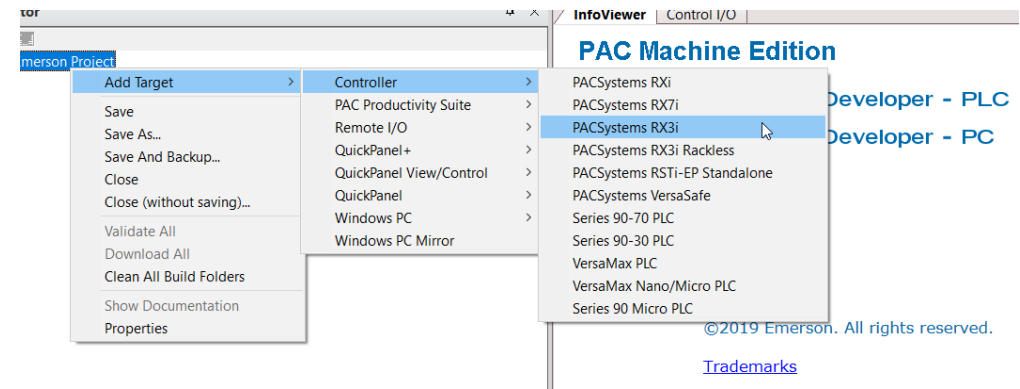 InfoViewer
Control I/O
PAC Machine Edition
Project
Add Target
Controller
PACSystems RXi
PAC Productivity Suite
PACSystems RX7i
Developer - PLC
Save
Remote I/O
PACSystems RX3i
Developer - PC
Save As...
QuickPanel+
PACSystems RX3i Rackless
Save And Backup...
QuickPanel View/Control
PACSystems RSTi-EP Standalone
Close
QuickPanel
PACSystems VersaSafe
Close (without saving)...
Windows PC
Series 90-70 PLC
Validate All
Windows PC Mirror
Series 90-30 PLC
Download All
VersaMax PLC
Clean All Build Folders
VersaMax Nano/Micro PLC
Show Documentation
Series 90 Micro PLC
Properties
©2019 Emerson. All rights reserved.
Trademarks